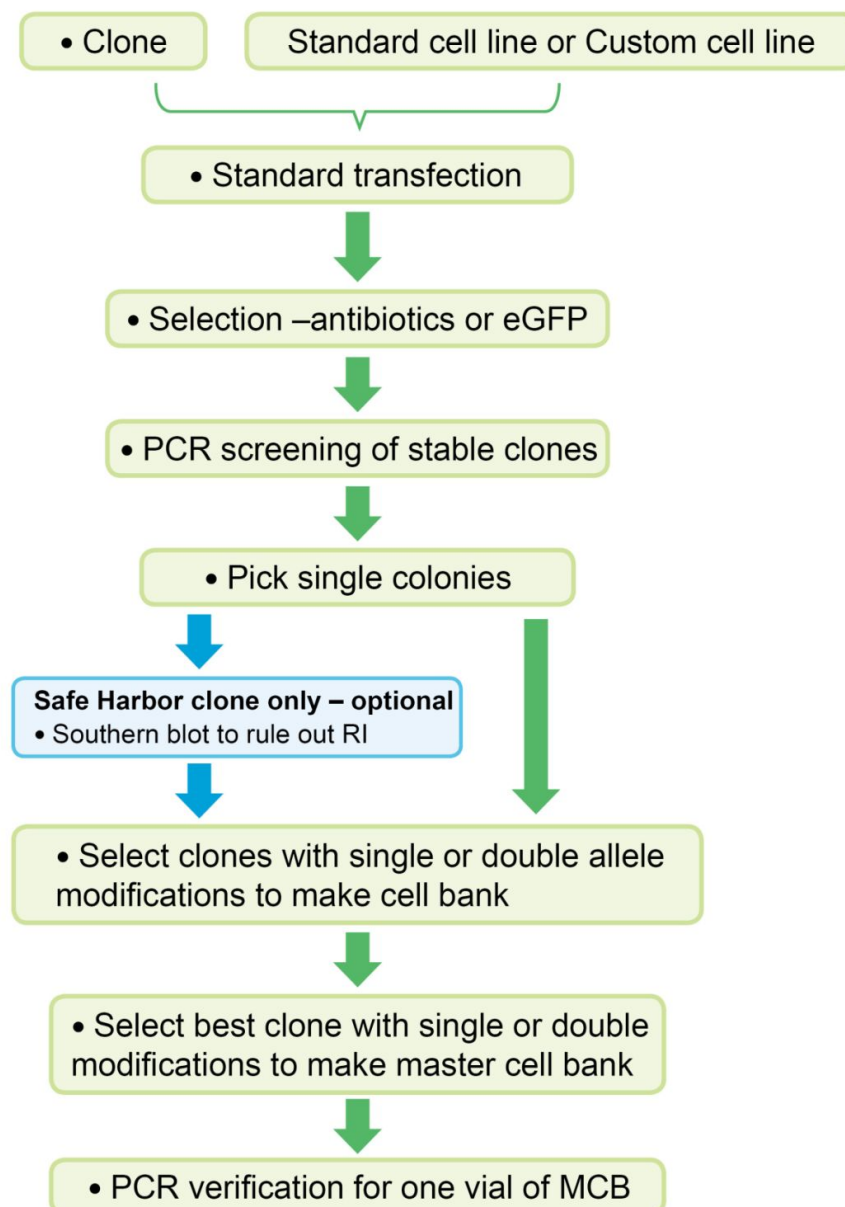 • Clone
Standard cell line or Custom cell line
• Standard transfection
• Selection –antibiotics or eGFP
• PCR screening of stable clones
• Pick single colonies
Safe Harbor clone only – optional
• Southern blot to rule out RI
• Select clones with single or double allele
modifications to make cell bank
• Select best clone with single or double
modifications to make master cell bank
• PCR verification for one vial of MCB